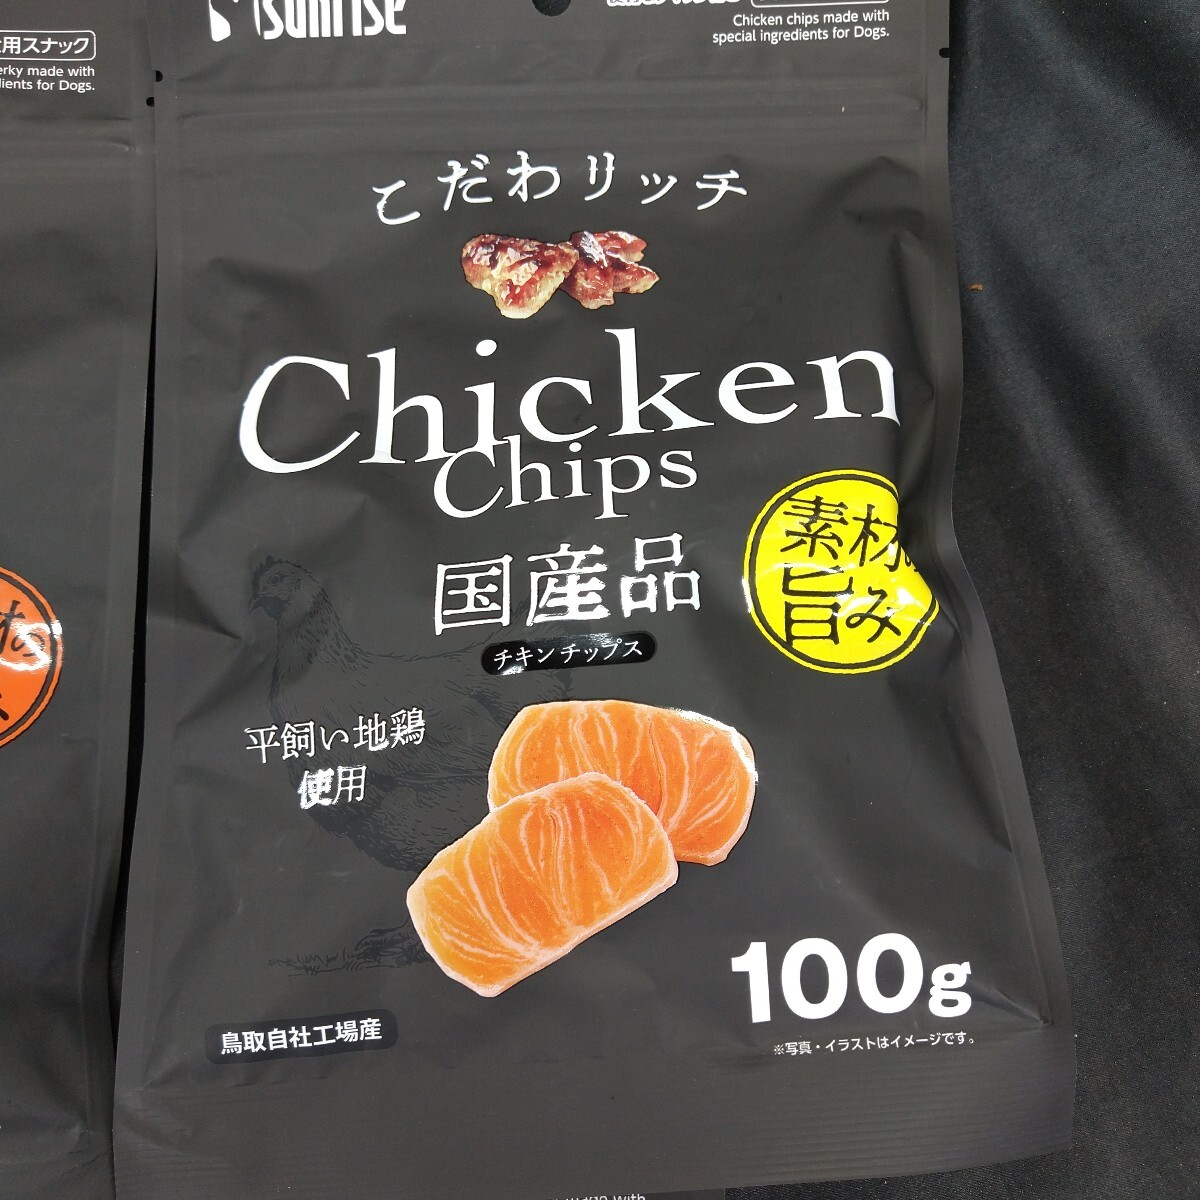 sunrise
Chicken chips made with
special ingredients for Dogs.
用スナック
erky made with
ients for Dogs.
こだわリッチ
Chicken
Chips
国産品
チキンチップス
素材の
旨み
平飼い地鶏
使用
100g
鳥取自社工場産
※写真・イラストはイメージです。